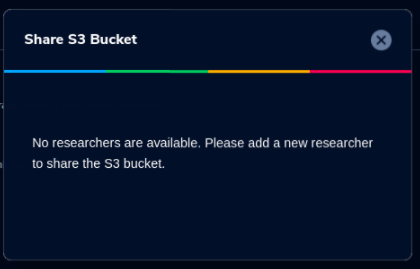 Share S3 Bucket
No researchers are available. Please add a new researcher
to share the S3 bucket.